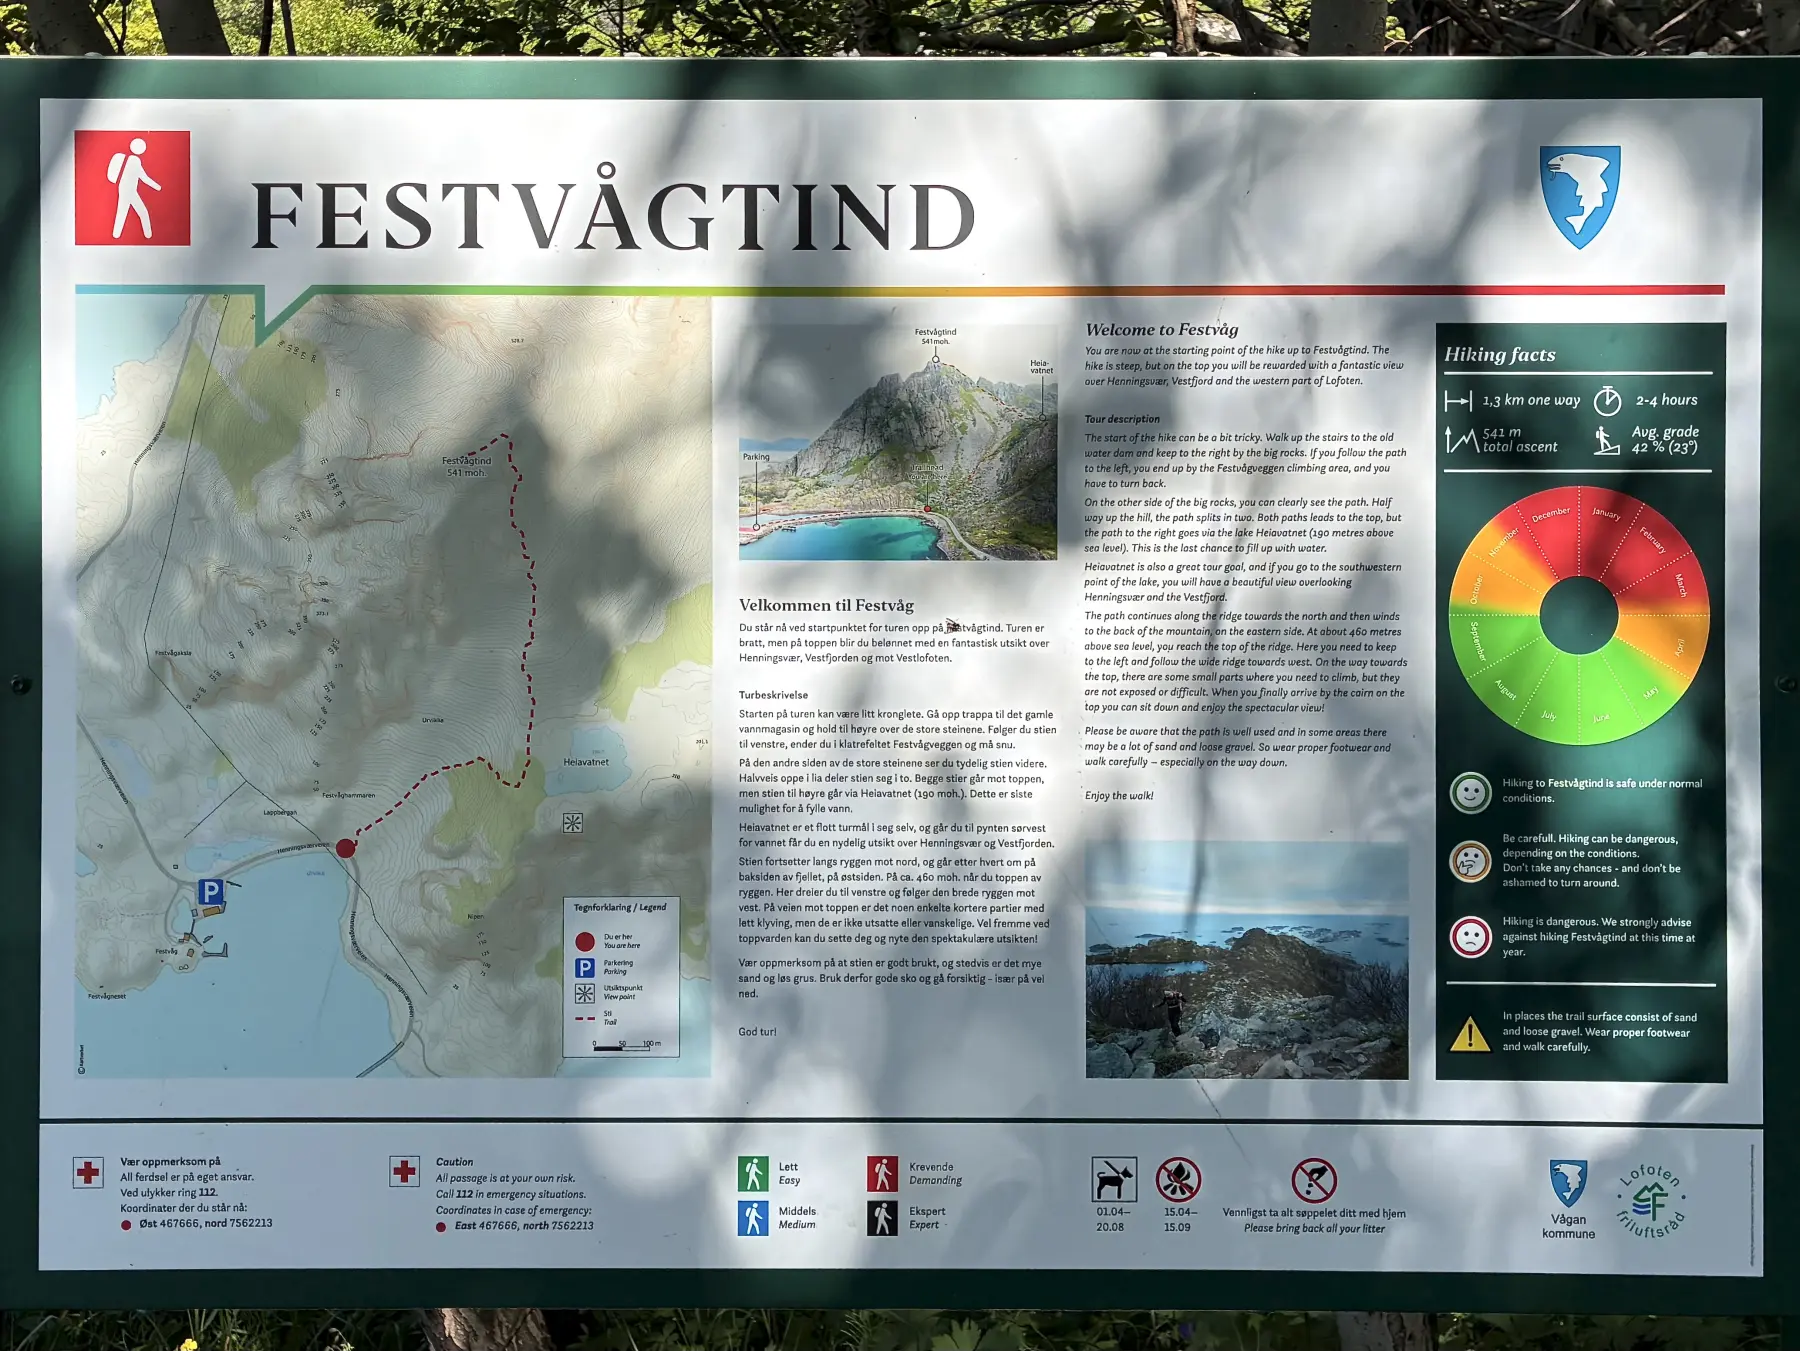 FESTVÅGTIND
Festvågtind
541 moh.
Henningsværveien
Festvågaksla
Urvika
Heiavatnet
Festvåghammaren
Lappbergan
Henningsværveien
Henningsværveien
Henningsværveien
Henningsværveien
P
Nipen
Festvåg
Festvågneset
Tegnforklaring / Legend
Du er her
You are here
P
Parkering
Parking
Utsiktspunkt
View point
Sti
Trail
0 50 100 m
Festvågtind
541moh.
Heia-
vatnet
Parking
Velkommen til Festvåg
Du står nå ved startpunktet for turen opp på tvågtind. Turen er
bratt, men på toppen blir du belønnet med en fantastisk utsikt over
Henningsvær, Vestfjorden og mot Vestlofoten.
Turbeskrivelse
Starten på turen kan være litt kronglete. Gå opp trappa til det gamle
vannmagasin og hold til høyre over de store steinene. Følger du stien
til venstre, ender du i klatrefeltet Festvågveggen og må snu.
På den andre siden av de store steinene ser du tydelig stien videre.
Halvveis oppe i lia deler stien seg i to. Begge stier går mot toppen,
men stien til høyre går via Heiavatnet (190 moh.). Dette er siste
mulighet for å fylle vann.
Heiavatnet er et flott turmål i seg selv, og går du til pynten sørvest
for vannet får du en nydelig utsikt over Henningsvær og Vestfjorden.
Stien fortsetter langs ryggen mot nord, og går etter hvert om på
baksiden av fjellet, på østsiden. På ca. 460 moh. når du toppen av
ryggen. Her dreier du til venstre og følger den brede ryggen mot
vest. På veien mot toppen er det noen enkelte kortere partier med
lett klyving, men de er ikke utsatte eller vanskelige. Vel fremme ved
toppvarden kan du sette deg og nyte den spektakulære utsikten!
Vær oppmerksom på at stien er godt brukt, og stedvis er det mye
sand og løs grus. Bruk derfor gode sko og gå forsiktig – især på vei
ned.
God tur!
Welcome to Festvåg
You are now at the starting point of the hike up to Festvågtind. The
hike is steep, but on the top you will be rewarded with a fantastic view
over Henningsvær, Vestfjord and the western part of Lofoten.
Tour description
The start of the hike can be a bit tricky. Walk up the stairs to the old
water dam and keep to the right by the big rocks. If you follow the path
to the left, you end up by the Festvågveggen climbing area, and you
have to turn back.
On the other side of the big rocks, you can clearly see the path. Half
way up the hill, the path splits in two. Both paths leads to the top, but
the path to the right goes via the lake Heiavatnet (190 metres above
sea level). This is the last chance to fill up with water.
Heiavatnet is also a great tour goal, and if you go to the southwestern
point of the lake, you will have a beautiful view overlooking
Henningsvær and the Vestfjord.
The path continues along the ridge towards the north and then winds
to the back of the mountain, on the eastern side. At about 460 metres
above sea level, you reach the top of the ridge. Here you need to keep
to the left and follow the wide ridge towards west. On the way towards
the top, there are some small parts where you need to climb, but they
are not exposed or difficult. When you finally arrive by the cairn on the
top you can sit down and enjoy the spectacular view!
Please be aware that the path is well used and in some areas there
may be a lot of sand and loose gravel. So wear proper footwear and
walk carefully – especially on the way down.
Enjoy the walk!
Hiking facts
1,3 km one way
2-4 hours
541 m
total ascent
Avg. grade
42 % (23°)
January
February
March
April
May
June
July
August
September
October
November
December
Hiking to Festvågtind is safe under normal
conditions.
Be carefull. Hiking can be dangerous,
depending on the conditions.
Don't take any chances - and don't be
ashamed to turn around.
Hiking is dangerous. We strongly advise
against hiking Festvågtind at this time at
year.
In places the trail surface consist of sand
and loose gravel. Wear proper footwear
and walk carefully.
Vær oppmerksom på
All ferdsel er på eget ansvar.
Ved ulykker ring 112.
Koordinater der du står nå:
Øst 467666, nord 7562213
Caution
All passage is at your own risk.
Call 112 in emergency situations.
Coordinates in case of emergency:
East 467666, north 7562213
Lett
Easy
Middels
Medium
Krevende
Demanding
Ekspert
Expert
01.04–
20.08
15.04–
15.09
Vennligst ta alt søppelet ditt med hjem
Please bring back all your litter
Vågan
kommune
Lofoten
friluftsråd